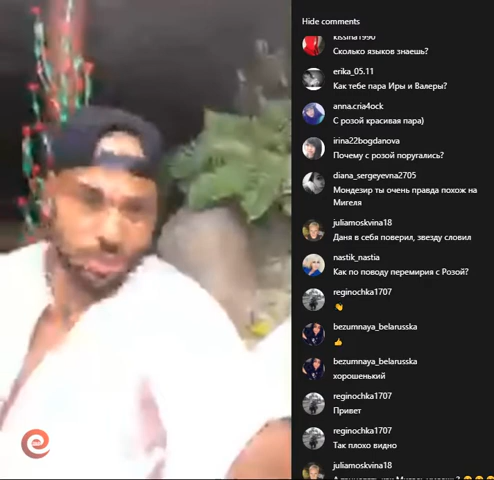 Hide comments
kissina1990
Сколько языков знаешь?
erika_05.11
Как тебе пара Иры и Валеры?
anna.cria4ock
С розой красивая пара)
irina22bogdanova
Почему с розой поругались?
diana_sergeyevna2705
Мондезир ты очень правда похож на
Мигеля
juliamoskvina18
Даня в себя поверил, звезду словил
nastik_nastia
Как по поводу перемирия с Розой?
reginochka1707
bezumnaya_belarusska
bezumnaya_belarusska
хорошенький
reginochka1707
Привет
reginochka1707
Так плохо видно
juliamoskvina18